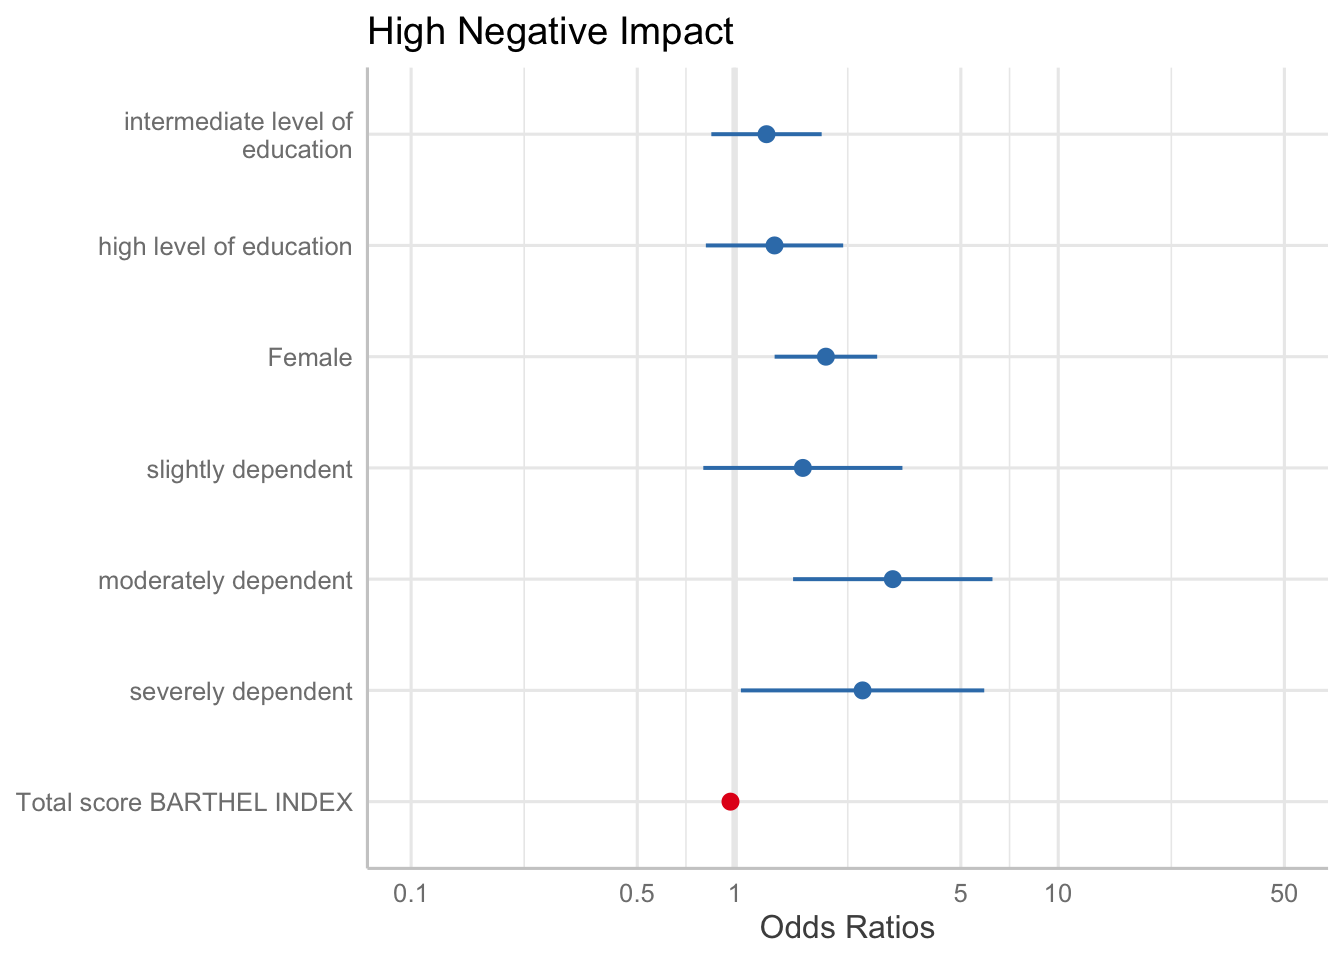 High Negative Impact
intermediate level of
education
high level of education
Female
slightly dependent
moderately dependent
severely dependent
Total score BARTHEL INDEX
0.1 0.5 1 5 10 50
Odds Ratios